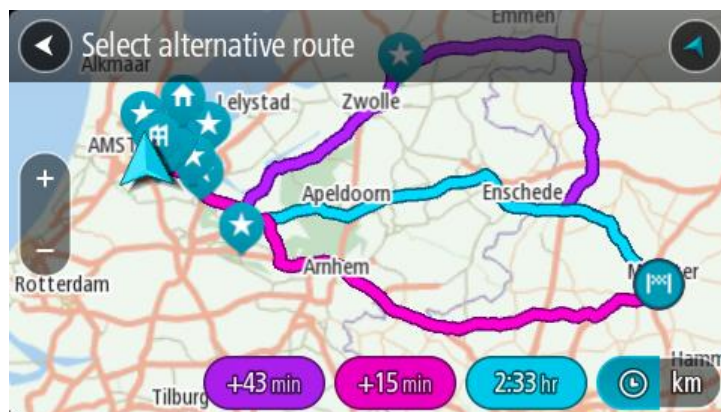 Emmen
Select alternative route
Alkmaar
Lelystad
Zwolle
AMST
+
Apeldoorn
Enschede
−
Arnhem
Rotterdam
Hamm
+43 min
+15 min
2:33 hr
km
Tilburg